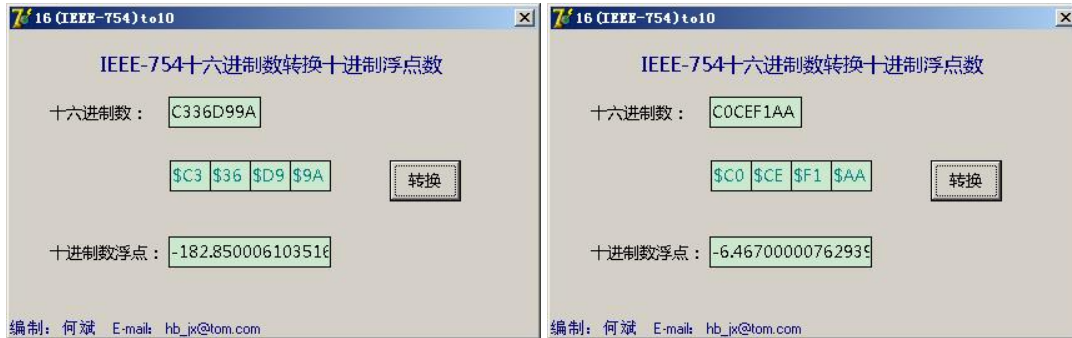 16(IEEE-754)to10
IEEE-754十六进制数转换十进制浮点数
十六进制数： C336D99A
$C3 $36 $D9 $9A 转换
十进制数浮点： -182.850006103516
编制: 何斌 E-mail: hb_jx@tom.com
16(IEEE-754)to10
IEEE-754十六进制数转换十进制浮点数
十六进制数： C0CEF1AA
$C0 $CE $F1 $AA 转换
十进制数浮点： -6.46700000762939
编制: 何斌 E-mail: hb_jx@tom.com